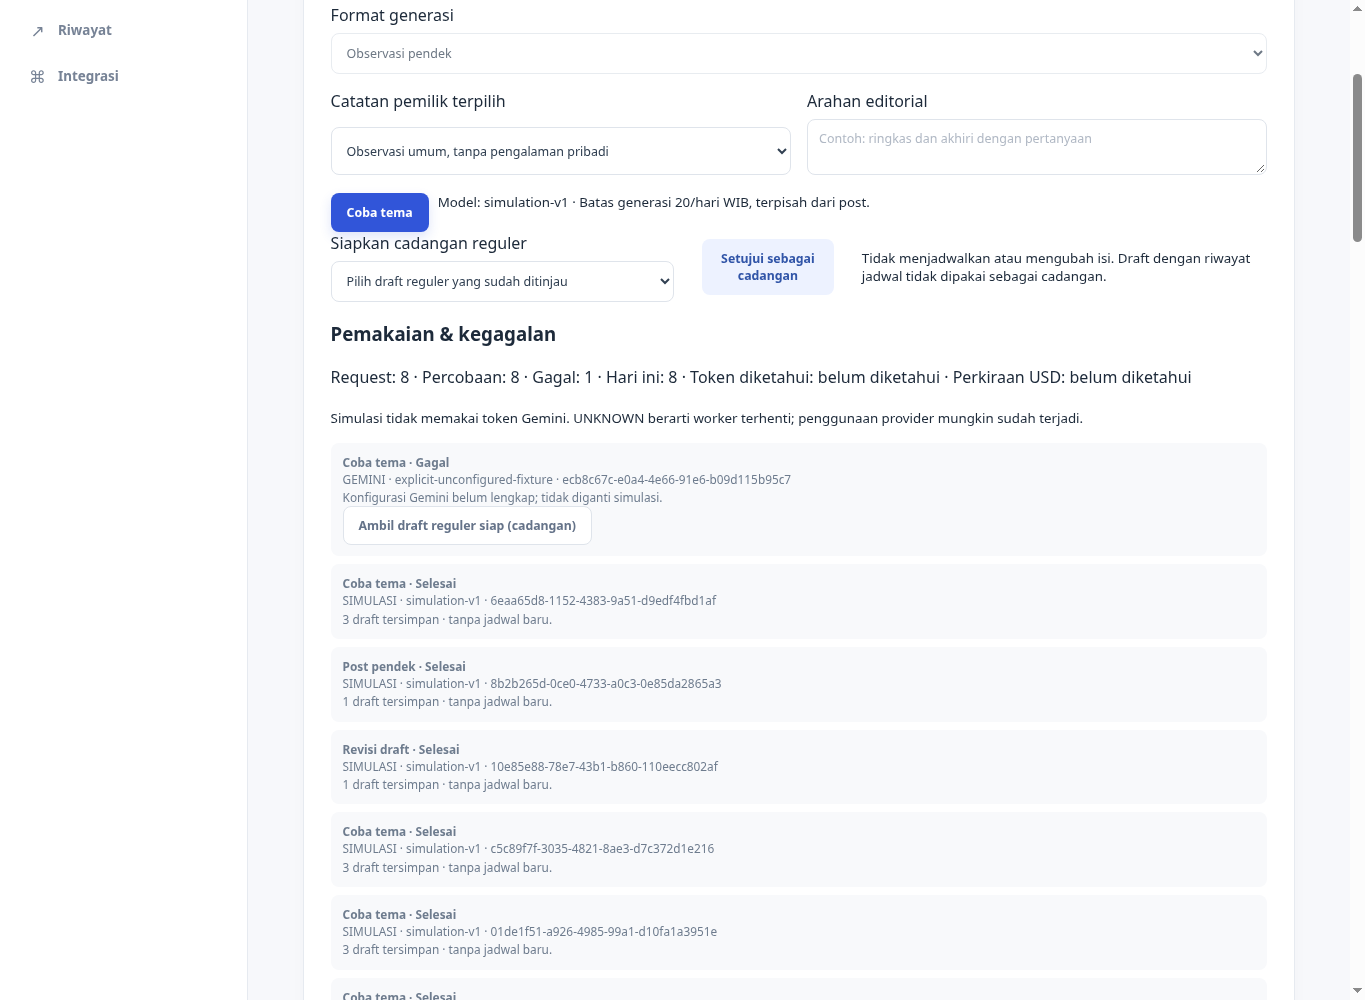 Riwayat
Integrasi
Format generasi
Observasi pendek
Catatan pemilik terpilih
Arahan editorial
Observasi umum, tanpa pengalaman pribadi
Contoh: ringkas dan akhiri dengan pertanyaan
Coba tema
Model: simulation-v1 · Batas generasi 20/hari WIB, terpisah dari post.
Siapkan cadangan reguler
Pilih draft reguler yang sudah ditinjau
Setujui sebagai
cadangan
Tidak menjadwalkan atau mengubah isi. Draft dengan riwayat
jadwal tidak dipakai sebagai cadangan.
Pemakaian & kegagalan
Request: 8 · Percobaan: 8 · Gagal: 1 · Hari ini: 8 · Token diketahui: belum diketahui · Perkiraan USD: belum diketahui
Simulasi tidak memakai token Gemini. UNKNOWN berarti worker terhenti; penggunaan provider mungkin sudah terjadi.
Coba tema · Gagal
GEMINI · explicit-unconfigured-fixture · ecb8c67c-e0a4-4e66-91e6-b09d115b95c7
Konfigurasi Gemini belum lengkap; tidak diganti simulasi.
Ambil draft reguler siap (cadangan)
Coba tema · Selesai
SIMULASI · simulation-v1 · 6eaa65d8-1152-4383-9a51-d9edf4fbd1af
3 draft tersimpan · tanpa jadwal baru.
Post pendek · Selesai
SIMULASI · simulation-v1 · 8b2b265d-0ce0-4733-a0c3-0e85da2865a3
1 draft tersimpan · tanpa jadwal baru.
Revisi draft · Selesai
SIMULASI · simulation-v1 · 10e85e88-78e7-43b1-b860-110eecc802af
1 draft tersimpan · tanpa jadwal baru.
Coba tema · Selesai
SIMULASI · simulation-v1 · c5c89f7f-3035-4821-8ae3-d7c372d1e216
3 draft tersimpan · tanpa jadwal baru.
Coba tema · Selesai
SIMULASI · simulation-v1 · 01de1f51-a926-4985-99a1-d10fa1a3951e
3 draft tersimpan · tanpa jadwal baru.
Coba tema · Selesai